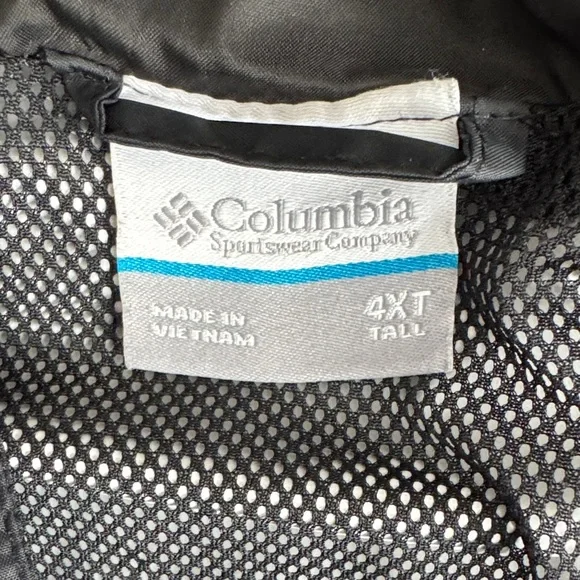 Columbia
Sportswear Company
MADE IN
VIETNAM
4XT
TALL